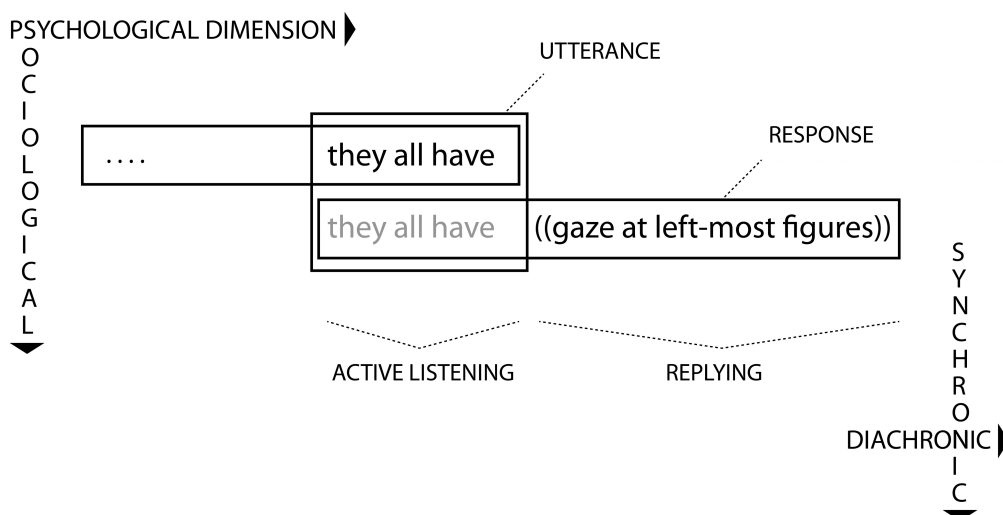 PSYCHOLOGICAL DIMENSION
OCIOLOGICAL
UTTERANCE
RESPONSE
....
they all have
they all have ((gaze at left-most figures))
ACTIVE LISTENING
REPLYING
SYNCHRONIC
DIACHRONIC